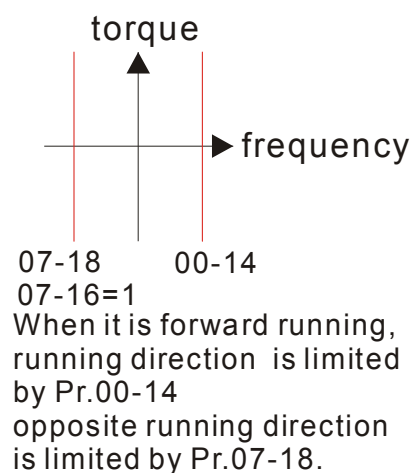 torque
frequency
07-18 00-14
07-16=1
When it is forward running,
running direction is limited
by Pr.00-14
opposite running direction
is limited by Pr.07-18.